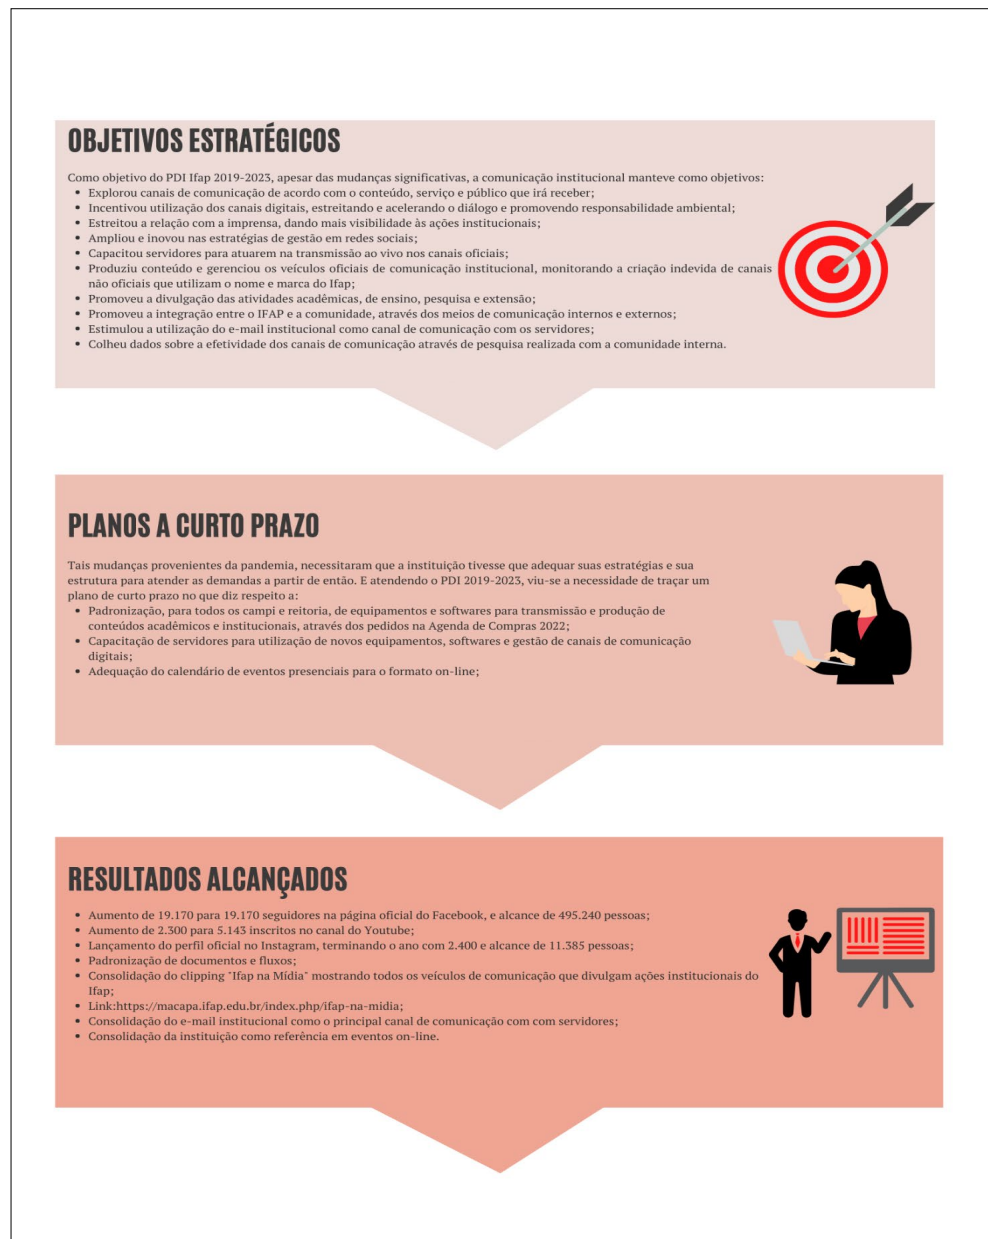 OBJETIVOS ESTRATÉGICOS
Como objetivo do PDI Ifap 2019-2023, apesar das mudanças significativas, a comunicação institucional manteve como objetivos:
• Explorou canais de comunicação de acordo com o conteúdo, serviço e público que irá receber;
• Incentivou utilização dos canais digitais, estreitando e acelerando o diálogo e promovendo responsabilidade ambiental;
• Estreitou a relação com a imprensa, dando mais visibilidade às ações institucionais;
• Ampliou e inovou nas estratégias de gestão em redes sociais;
• Capacitou servidores para atuarem na transmissão ao vivo nos canais oficiais;
• Produziu conteúdo e gerenciou os veículos oficiais de comunicação institucional, monitorando a criação indevida de canais
não oficiais que utilizam o nome e marca do Ifap;
• Promoveu a divulgação das atividades acadêmicas, de ensino, pesquisa e extensão;
• Promoveu a integração entre o IFAP e a comunidade, através dos meios de comunicação internos e externos;
• Estimulou a utilização do e-mail institucional como canal de comunicação com os servidores;
• Colheu dados sobre a efetividade dos canais de comunicação através de pesquisa realizada com a comunidade interna.
PLANOS A CURTO PRAZO
Tais mudanças provenientes da pandemia, necessitaram que a instituição tivesse que adequar suas estratégias e sua
estrutura para atender as demandas a partir de então. E atendendo o PDI 2019-2023, viu-se a necessidade de traçar um
plano de curto prazo no que diz respeito a:
• Padronização, para todos os campi e reitoria, de equipamentos e softwares para transmissão e produção de
conteúdos acadêmicos e institucionais, através dos pedidos na Agenda de Compras 2022;
• Capacitação de servidores para utilização de novos equipamentos, softwares e gestão de canais de comunicação
digitais;
• Adequação do calendário de eventos presenciais para o formato on-line;
RESULTADOS ALCANÇADOS
• Aumento de 19.170 para 19.170 seguidores na página oficial do Facebook, e alcance de 495.240 pessoas;
• Aumento de 2.300 para 5.143 inscritos no canal do Youtube;
• Lançamento do perfil oficial no Instagram, terminando o ano com 2.400 e alcance de 11.385 pessoas;
• Padronização de documentos e fluxos;
• Consolidação do clipping "Ifap na Mídia" mostrando todos os veículos de comunicação que divulgam ações institucionais do
Ifap;
• Link:https://macapa.ifap.edu.br/index.php/ifap-na-midia;
• Consolidação do e-mail institucional como o principal canal de comunicação com com servidores;
• Consolidação da instituição como referência em eventos on-line.